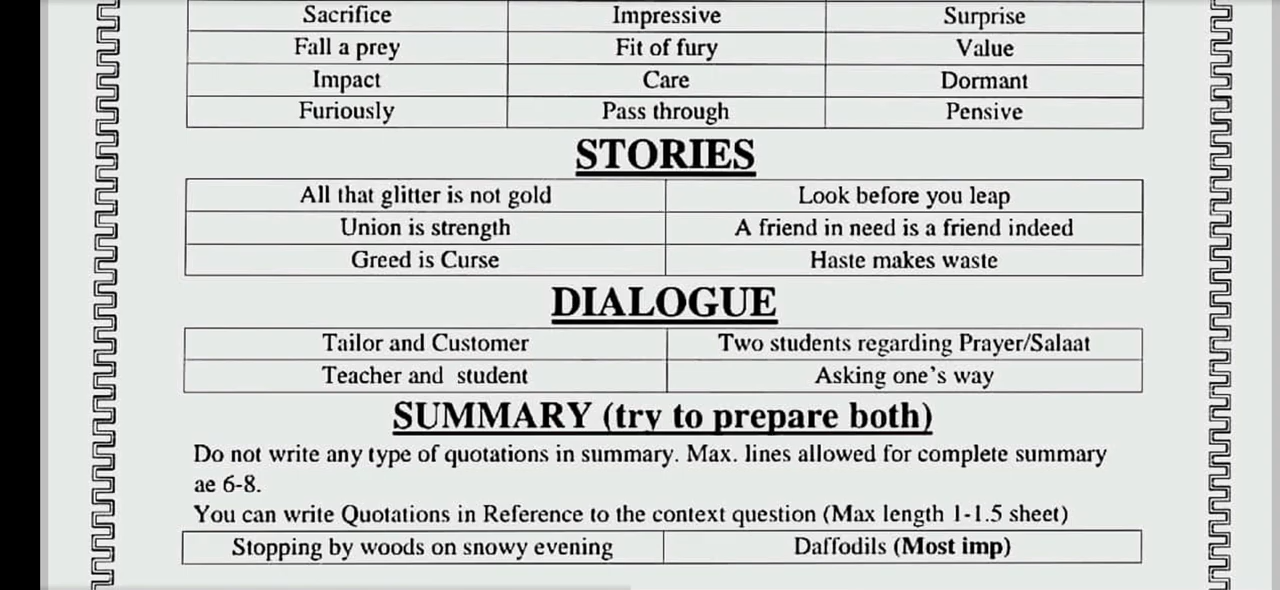 Sacrifice Impressive Surprise
Fall a prey Fit of fury Value
Impact Care Dormant
Furiously Pass through Pensive
STORIES
All that glitter is not gold Look before you leap
Union is strength A friend in need is a friend indeed
Greed is Curse Haste makes waste
DIALOGUE
Tailor and Customer Two students regarding Prayer/Salaat
Teacher and student Asking one's way
SUMMARY (try to prepare both)
Do not write any type of quotations in summary. Max. lines allowed for complete summary
ae 6-8.
You can write Quotations in Reference to the context question (Max length 1-1.5 sheet)
Stopping by woods on snowy evening Daffodils (Most imp)